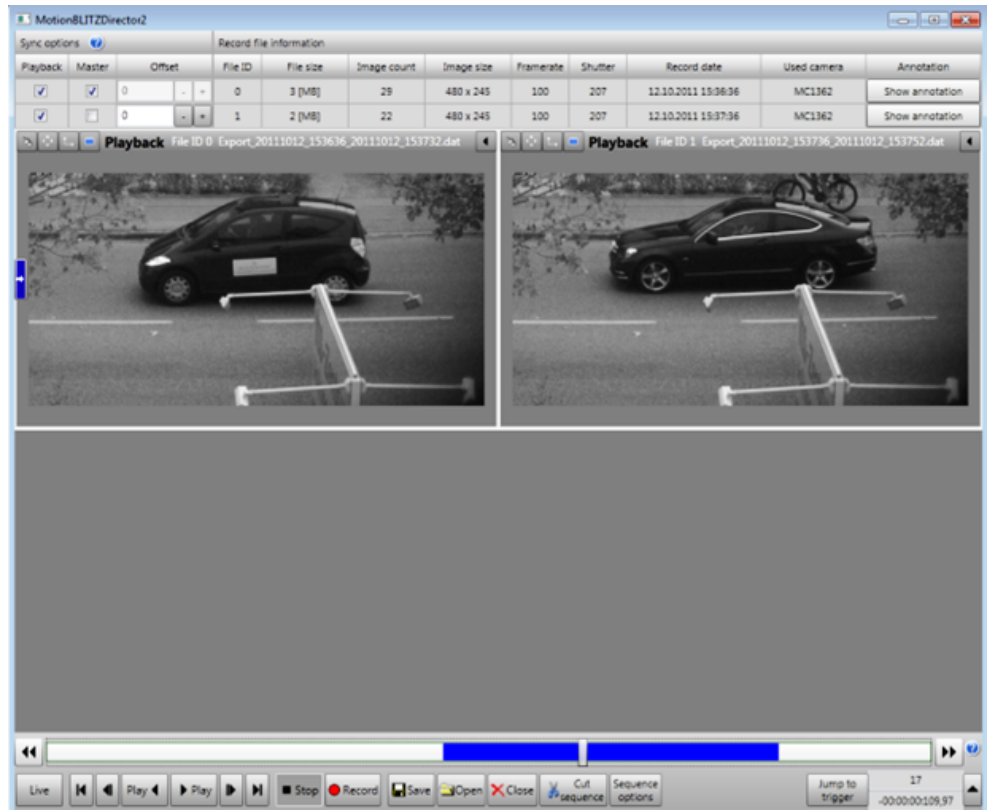 MotionBLITZDirector2
Sync options Record file information
Playback Master Offset File ID File size Image count Image size Framerate Shutter Record date Used camera Annotation
0 - + 0 3 [MB] 29 480 x 245 100 207 12.10.2011 15:36:36 MC1362 Show annotation
0 - + 1 2 [MB] 22 480 x 245 100 207 12.10.2011 15:37:36 MC1362 Show annotation
Playback File ID 0 Export_20111012_153636_20111012_153732.dat
Playback File ID 1 Export_20111012_153736_20111012_153752.dat
Live Play Play Stop Record Save Open Close Cut sequence Sequence options Jump to trigger 17
-00:00:00:109,97